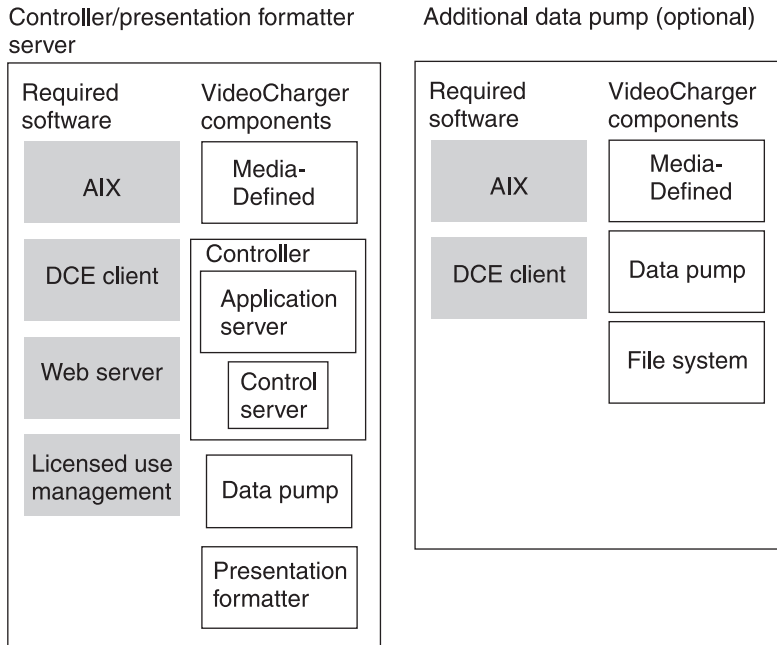 Controller/presentation formatter
server
Required
software
VideoCharger
components
AIX
Media-
Defined
DCE client
Controller
Application
server
Web server
Control
server
Licensed use
management
Data pump
Presentation
formatter
Additional data pump (optional)
Required
software
VideoCharger
components
AIX
Media-
Defined
DCE client
Data pump
File system